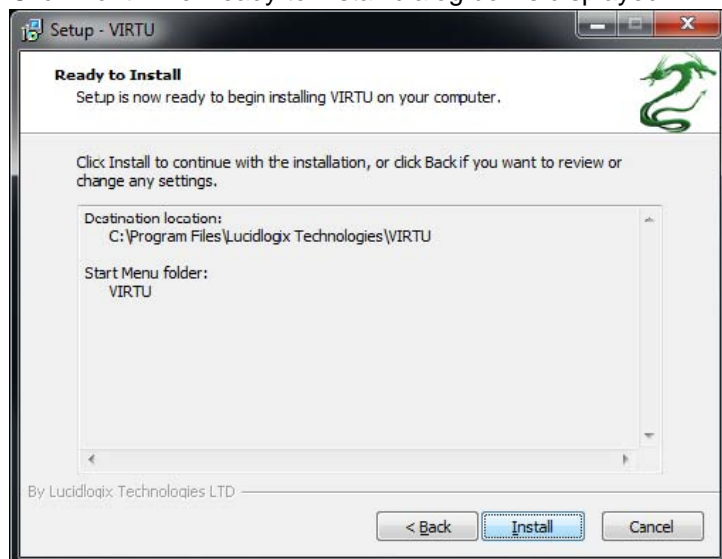 Setup - VIRTU
Ready to Install
Setup is now ready to begin installing VIRTU on your computer.
Click Install to continue with the installation, or click Back if you want to review or
change any settings.
Destination location:
C:\Program Files\Lucidlogix Technologies\VIRTU
Start Menu folder:
VIRTU
By Lucidlogix Technologies LTD
< Back
Install
Cancel